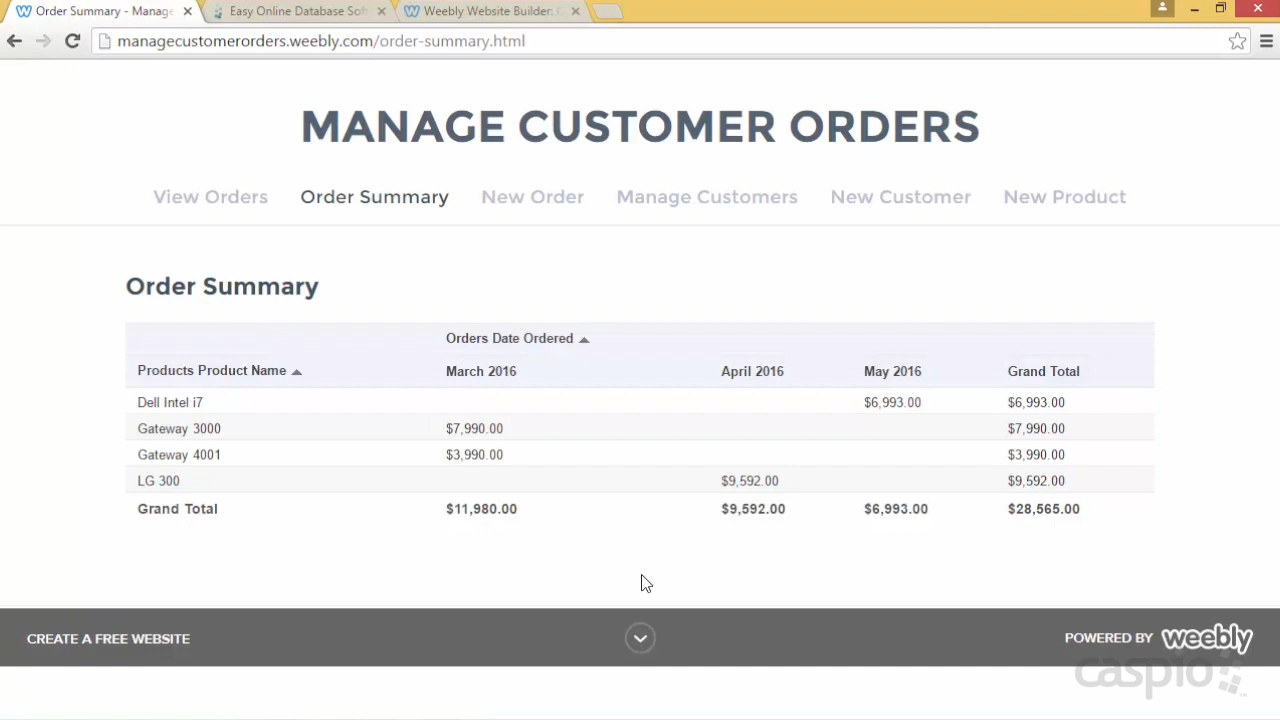 Order Summary - Manage
Easy Online Database Sof
Weebly Website Builder:
managecustomerorders.weebly.com/order-summary.html
MANAGE CUSTOMER ORDERS
View Orders Order Summary New Order Manage Customers New Customer New Product
Order Summary
Orders Date Ordered
Products Product Name March 2016 April 2016 May 2016 Grand Total
Dell Intel i7 $6,993.00 $6,993.00
Gateway 3000 $7,990.00 $7,990.00
Gateway 4001 $3,990.00 $3,990.00
LG 300 $9,592.00 $9,592.00
Grand Total $11,980.00 $9,592.00 $6,993.00 $28,565.00
CREATE A FREE WEBSITE
POWERED BY weebly
caspio